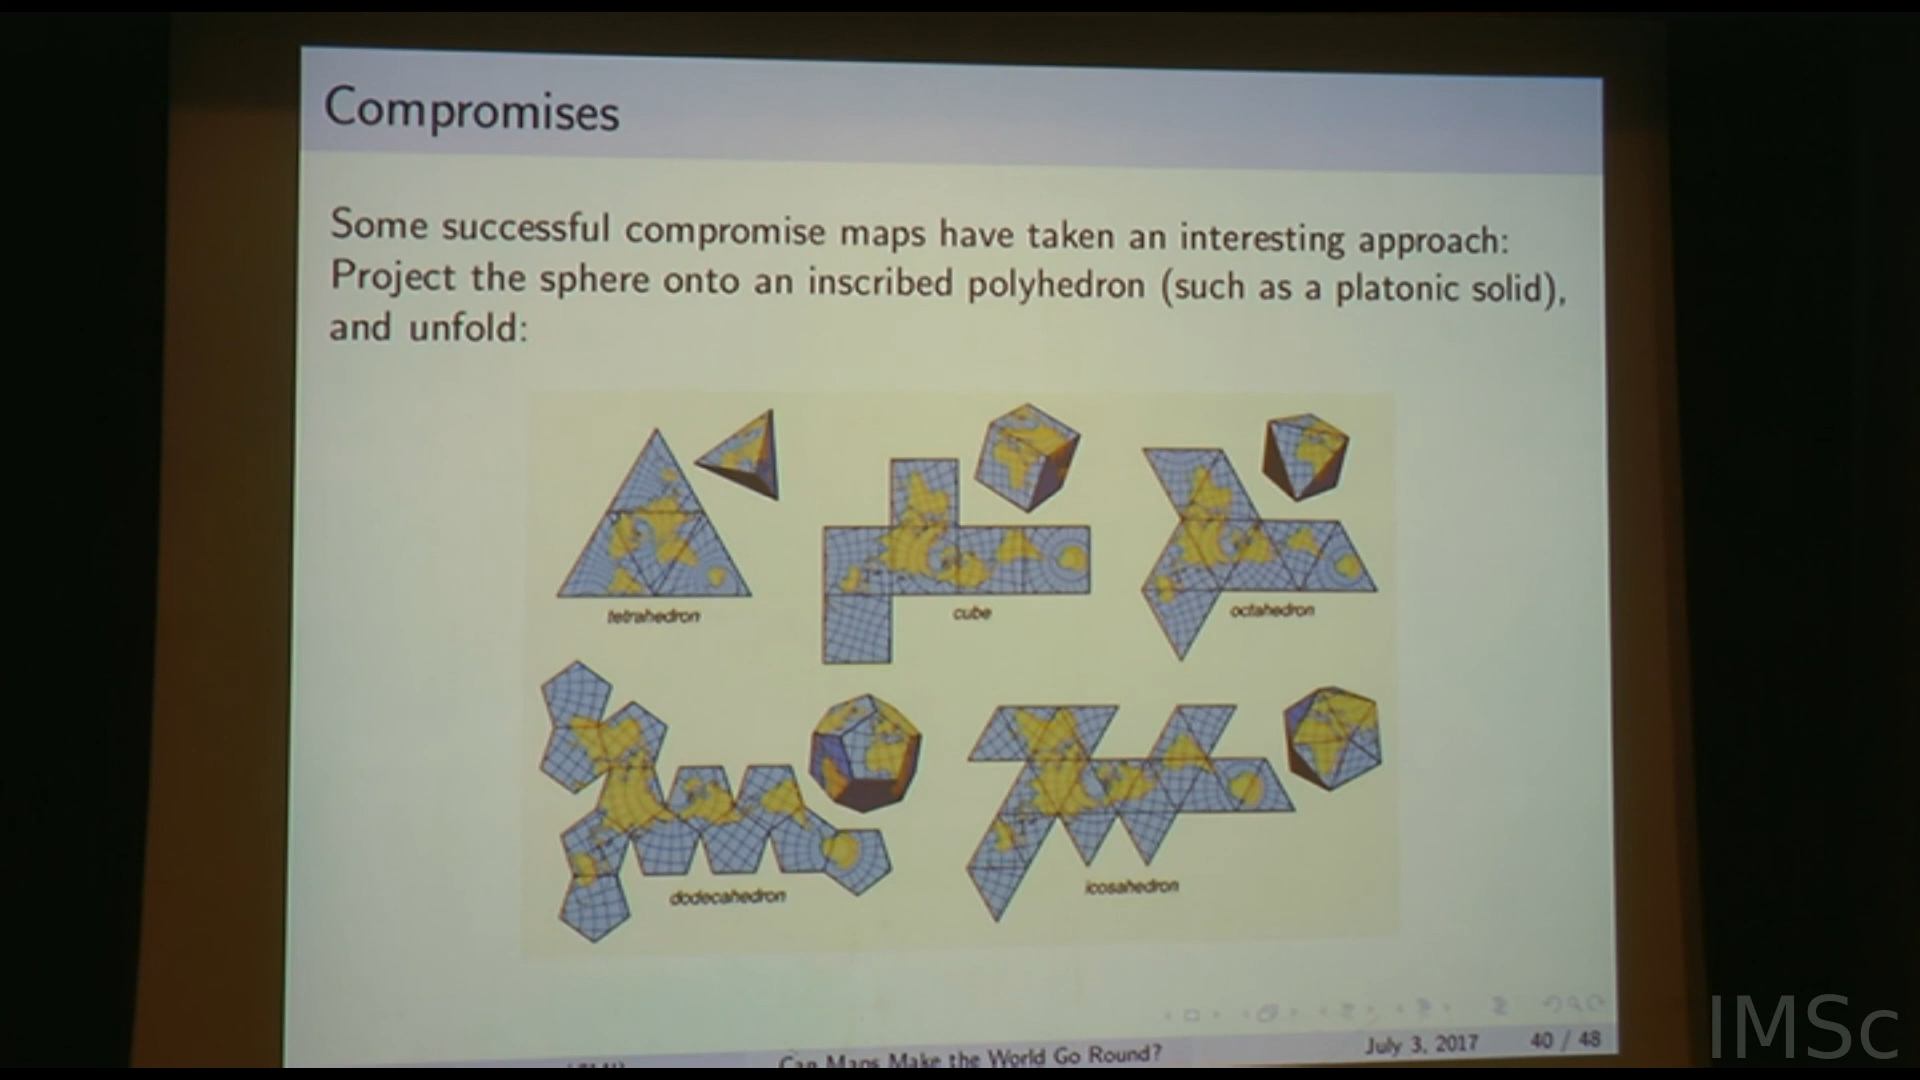 Compromises
Some successful compromise maps have taken an interesting approach:
Project the sphere onto an inscribed polyhedron (such as a platonic solid),
and unfold:
tetrahedron
cube
octahedron
dodecahedron
icosahedron
Can Maps Make the World Go Round?
July 3, 2017
40 / 48
IMSc